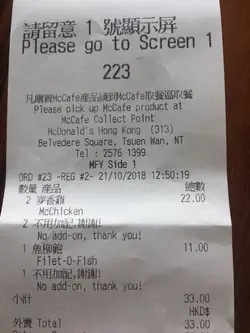 請留意 1 號顯示屏
Please go to Screen 1
223
凡購買McCafe產品請到McCafe取餐區取餐
Please pick up McCafe product at
McCafe Collect Point
McDonald's Hong Kong (313)
Belvedere Square, Tsuen Wan, NT
Tel : 2576 1399
MFY Side 1
ORD #23 -REG #2- 21/10/2018 12:50:19
數量 產品 總數
2 麥香雞 22.00
McChicken
2 不用加配,謝謝!
No add-on, thank you!
1 魚柳飽 11.00
Filet-O-Fish
1 不用加配,謝謝!
No add-on, thank you!
小計 33.00
HKD$
外賣 Total 33.00